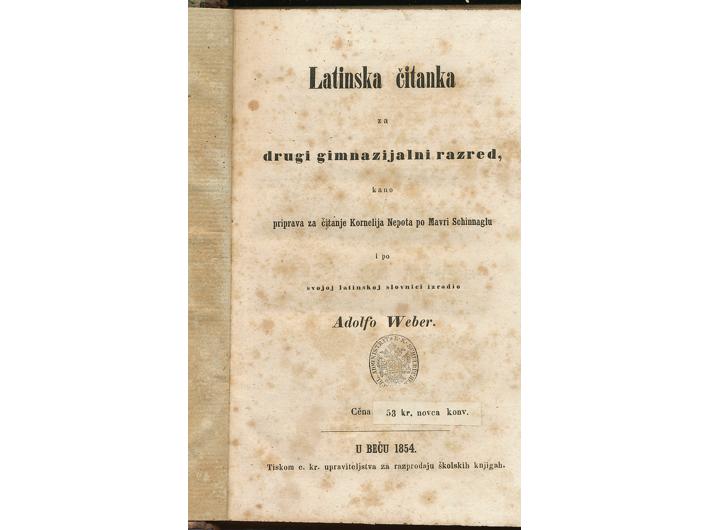 Latinska čitanka
za
drugi gimnazijalni razred,
kano
priprava za čitanje Kornelija Nepota po Mavri Schinnaglu
i po
svojoj latinskoj slovnici izredio
Adolfo Weber.
Cěna 53 kr. novca konv.
U BEČU 1854.
Tiskom c. kr. upraviteljstva za razprodaju školskih knjigah.